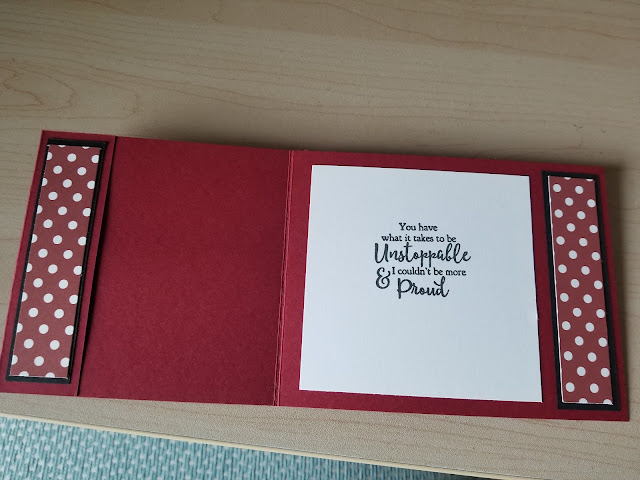 You have
what it takes to be
Unstoppable
& I couldn't be more
Proud